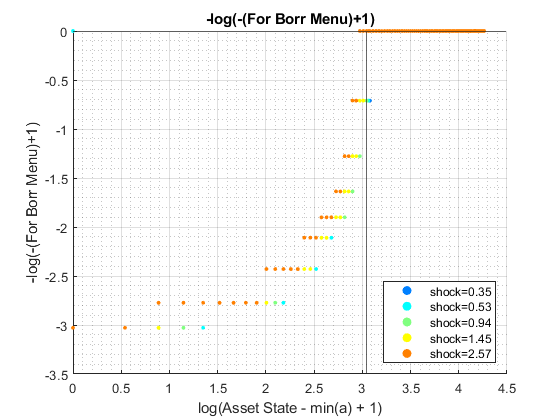 -log(-(For Borr Menu)+1)
0
-0.5
-1
-1.5
-2
-2.5
-3
-3.5
-log(-(For Borr Menu)+1)
shock=0.35
shock=0.53
shock=0.94
shock=1.45
shock=2.57
0
0.5
1
1.5
2
2.5
3
3.5
4
4.5
log(Asset State - min(a) + 1)